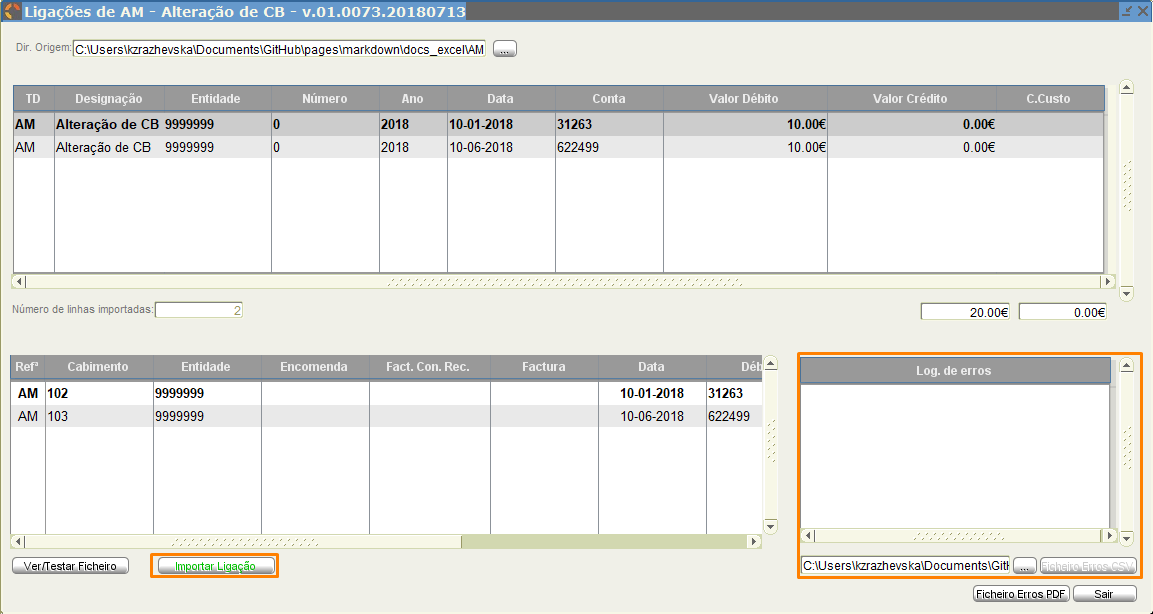 Ligações de AM - Alteração de CB - v.01.0073.20180713
Dir. Origem: C:\Users\kzrazhevska\Documents\GitHub\pages\markdown\docs_excel\AM ...
TD Designação Entidade Número Ano Data Conta Valor Débito Valor Crédito C.Custo
AM Alteração de CB 9999999 0 2018 10-01-2018 31263 10.00€ 0.00€
AM Alteração de CB 9999999 0 2018 10-06-2018 622499 10.00€ 0.00€
Número de linhas importadas: 2 20.00€ 0.00€
Refª Cabimento Entidade Encomenda Fact. Con. Rec. Factura Data Déb
AM 102 9999999 10-01-2018 31263
AM 103 9999999 10-06-2018 622499
Log. de erros
Ver/Testar Ficheiro Importar Ligação
C:\Users\kzrazhevska\Documents\GitH ... Ficheiro Erros CSV
Ficheiro Erros PDF Sair